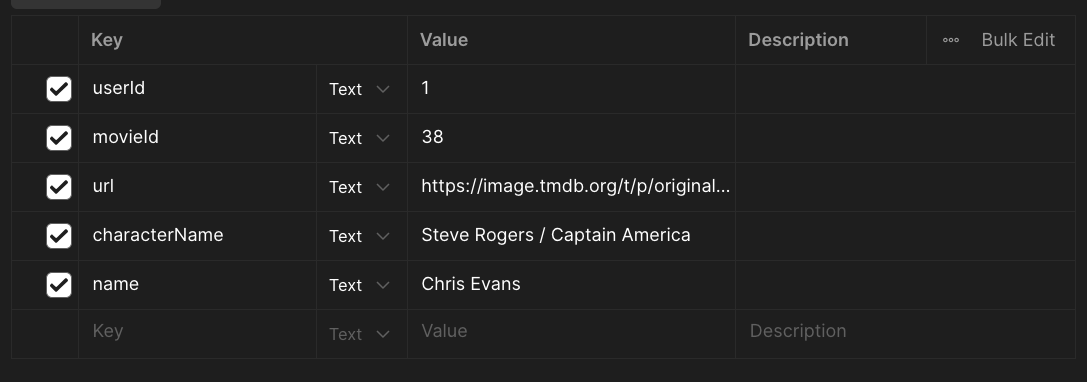 Key Value Description Bulk Edit
userId Text 1
movieId Text 38
url Text https://image.tmdb.org/t/p/original...
characterName Text Steve Rogers / Captain America
name Text Chris Evans
Key Text Value Description